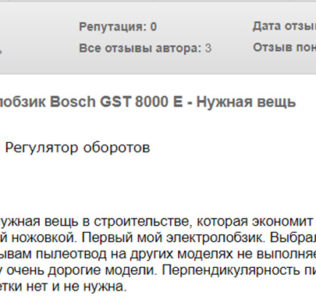 Репутация: 0 Дата отзы
Все отзывы автора: 3 Отзыв пон
лобзик Bosch GST 8000 E - Нужная вещь
Регулятор оборотов
ужная вещь в строительстве, которая экономит
й ножовкой. Первый мой электролобзик. Выбрал
ывам пылеотвод на других моделях не выполняе
у очень дорогие модели. Перпендикулярность пи
етки нет и не нужна.